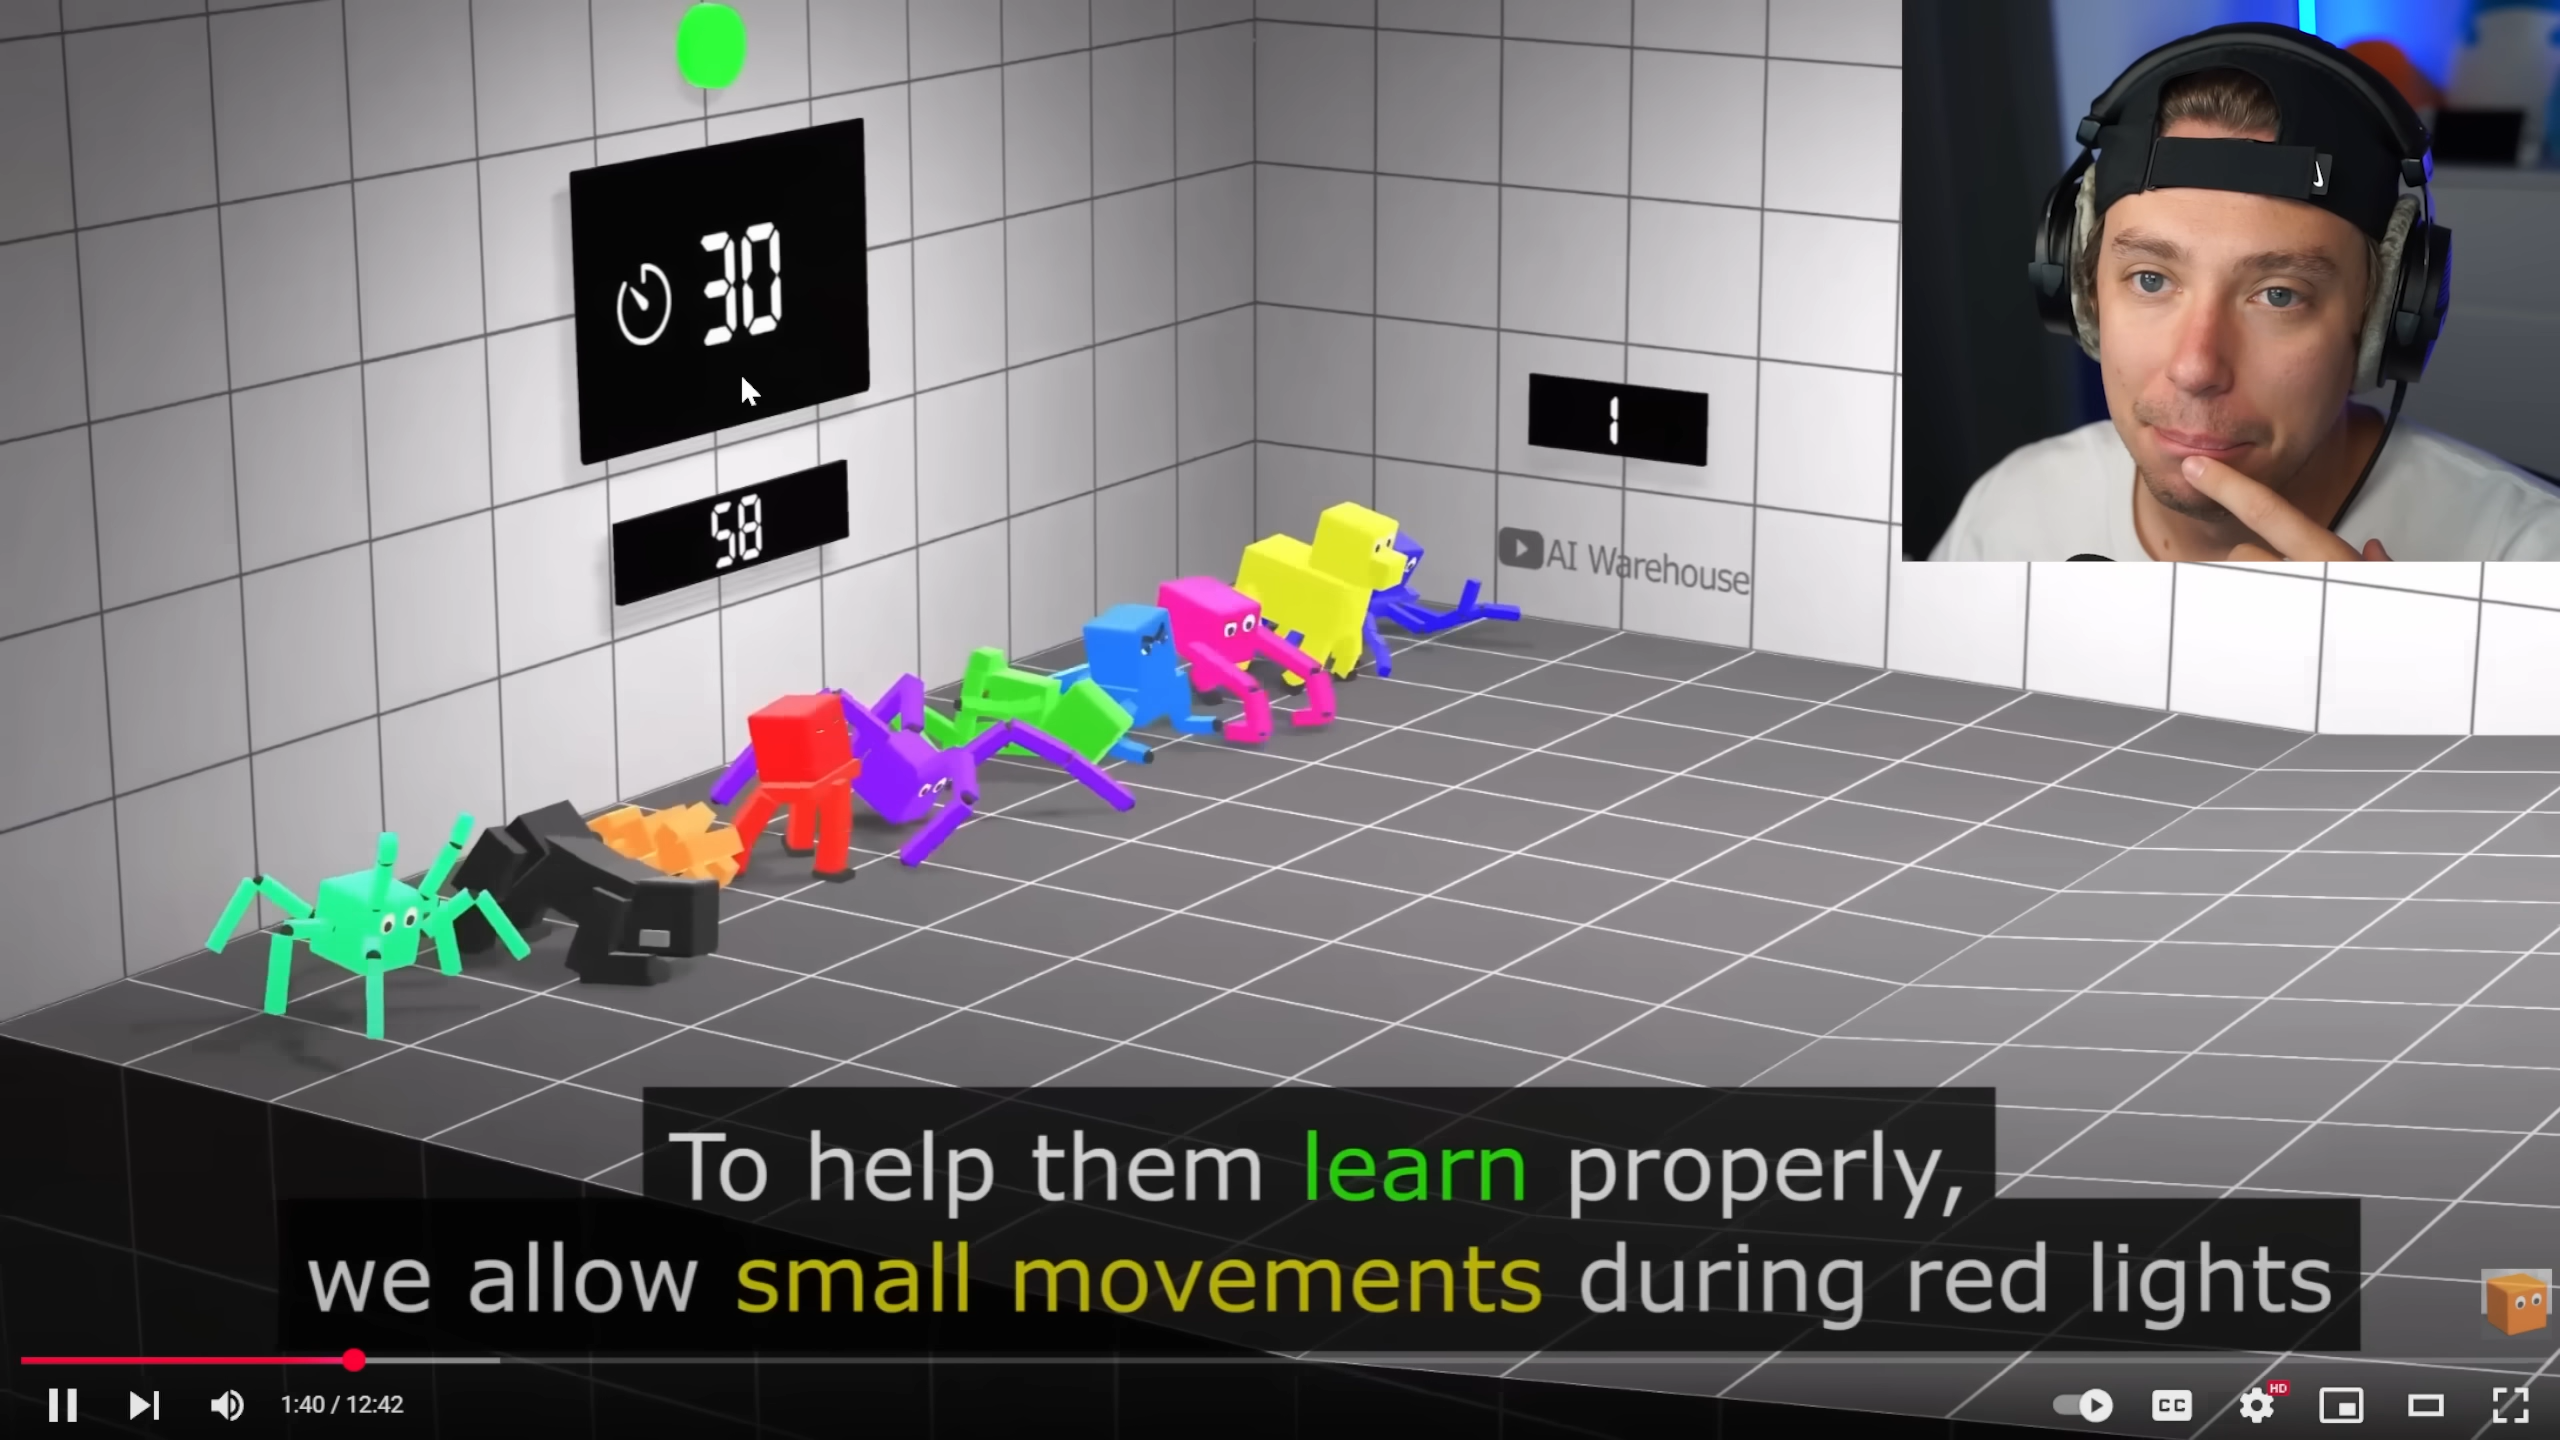 30
58
1
AI Warehouse
To help them learn properly,
we allow small movements during red lights
1:40 / 12:42
CC
HD